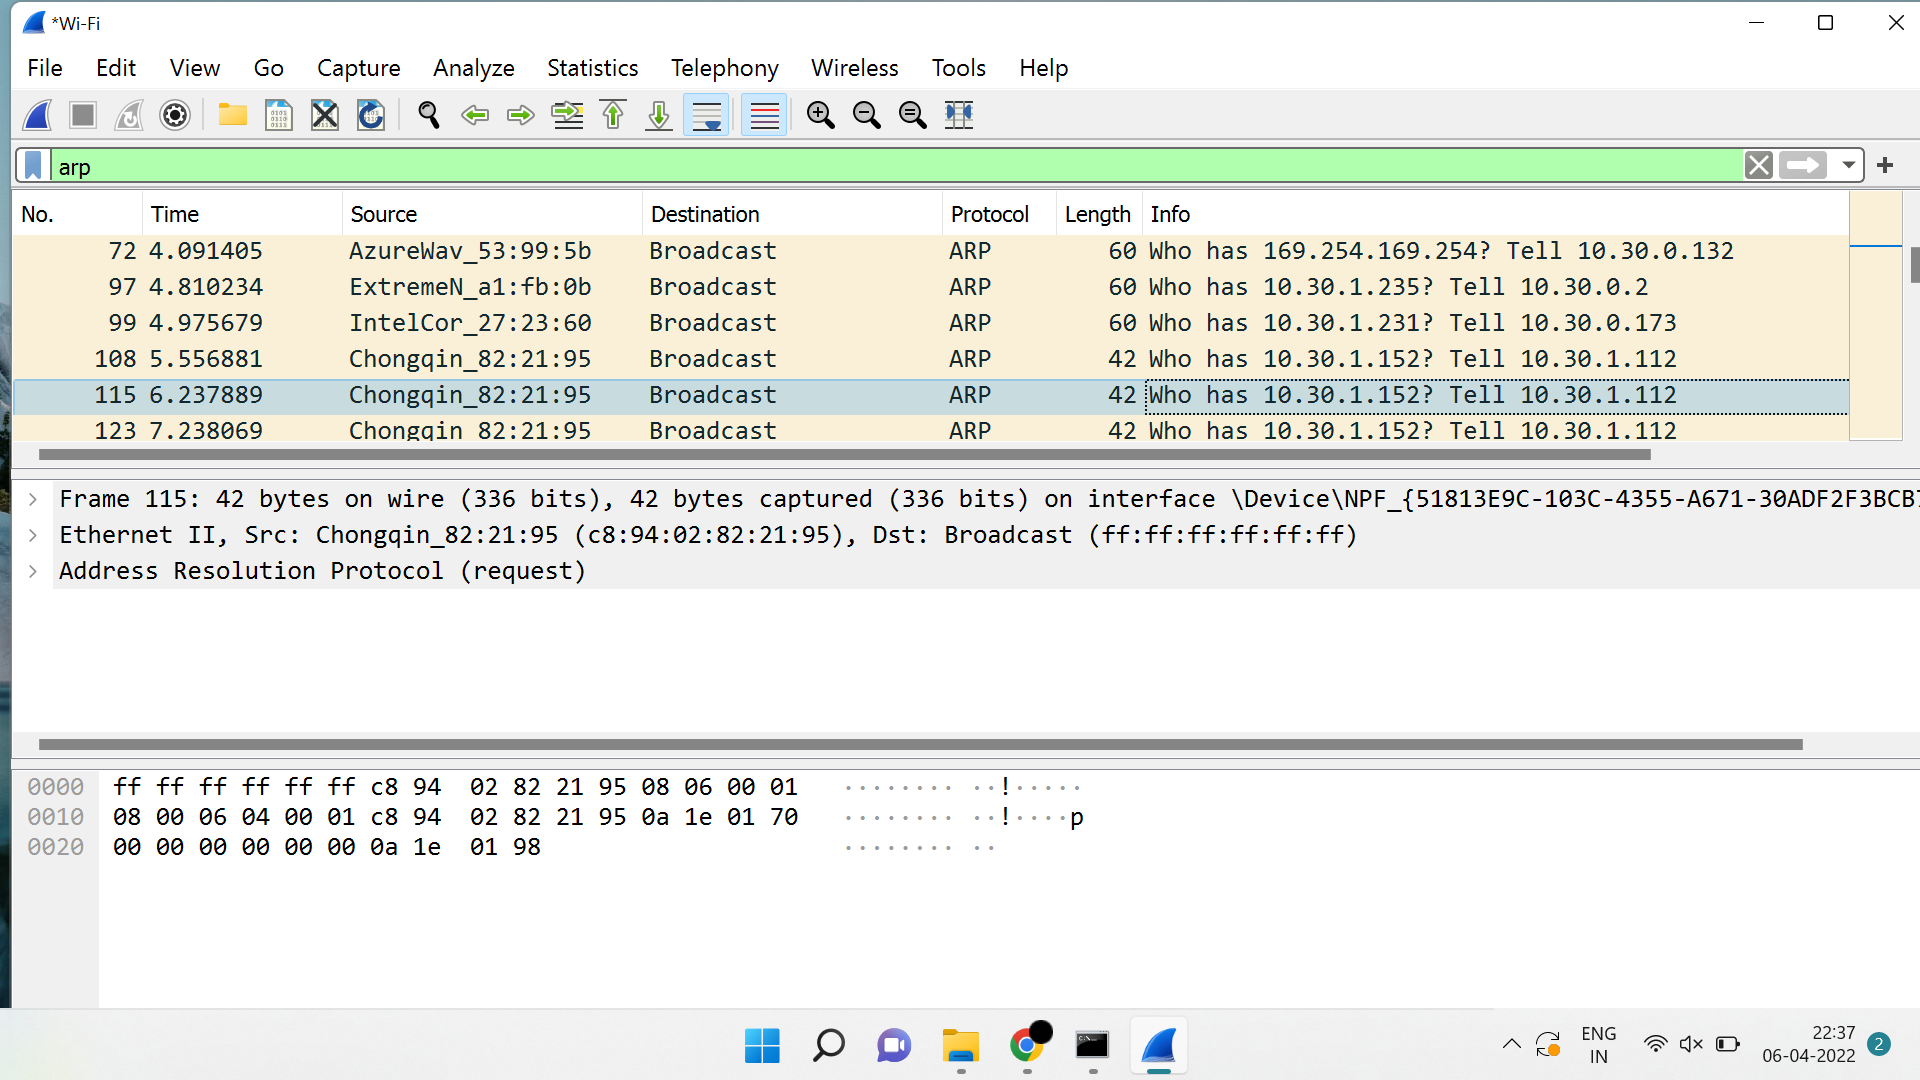 *Wi-Fi
File Edit View Go Capture Analyze Statistics Telephony Wireless Tools Help
arp
No. Time Source Destination Protocol Length Info
72 4.091405 AzureWav_53:99:5b Broadcast ARP 60 Who has 169.254.169.254? Tell 10.30.0.132
97 4.810234 ExtremeN_a1:fb:0b Broadcast ARP 60 Who has 10.30.1.235? Tell 10.30.0.2
99 4.975679 IntelCor_27:23:60 Broadcast ARP 60 Who has 10.30.1.231? Tell 10.30.0.173
108 5.556881 Chongqin_82:21:95 Broadcast ARP 42 Who has 10.30.1.152? Tell 10.30.1.112
115 6.237889 Chongqin_82:21:95 Broadcast ARP 42 Who has 10.30.1.152? Tell 10.30.1.112
123 7.238069 Chongqin_82:21:95 Broadcast ARP 42 Who has 10.30.1.152? Tell 10.30.1.112
Frame 115: 42 bytes on wire (336 bits), 42 bytes captured (336 bits) on interface \Device\NPF_{51813E9C-103C-4355-A671-30ADF2F3BCB7
Ethernet II, Src: Chongqin_82:21:95 (c8:94:02:82:21:95), Dst: Broadcast (ff:ff:ff:ff:ff:ff)
Address Resolution Protocol (request)
0000 ff ff ff ff ff ff c8 94 02 82 21 95 08 06 00 01 ········ ··!·····
0010 08 00 06 04 00 01 c8 94 02 82 21 95 0a 1e 01 70 ········ ··!····p
0020 00 00 00 00 00 00 0a 1e 01 98 ········ ··
ENG
IN
22:37
06-04-2022
2